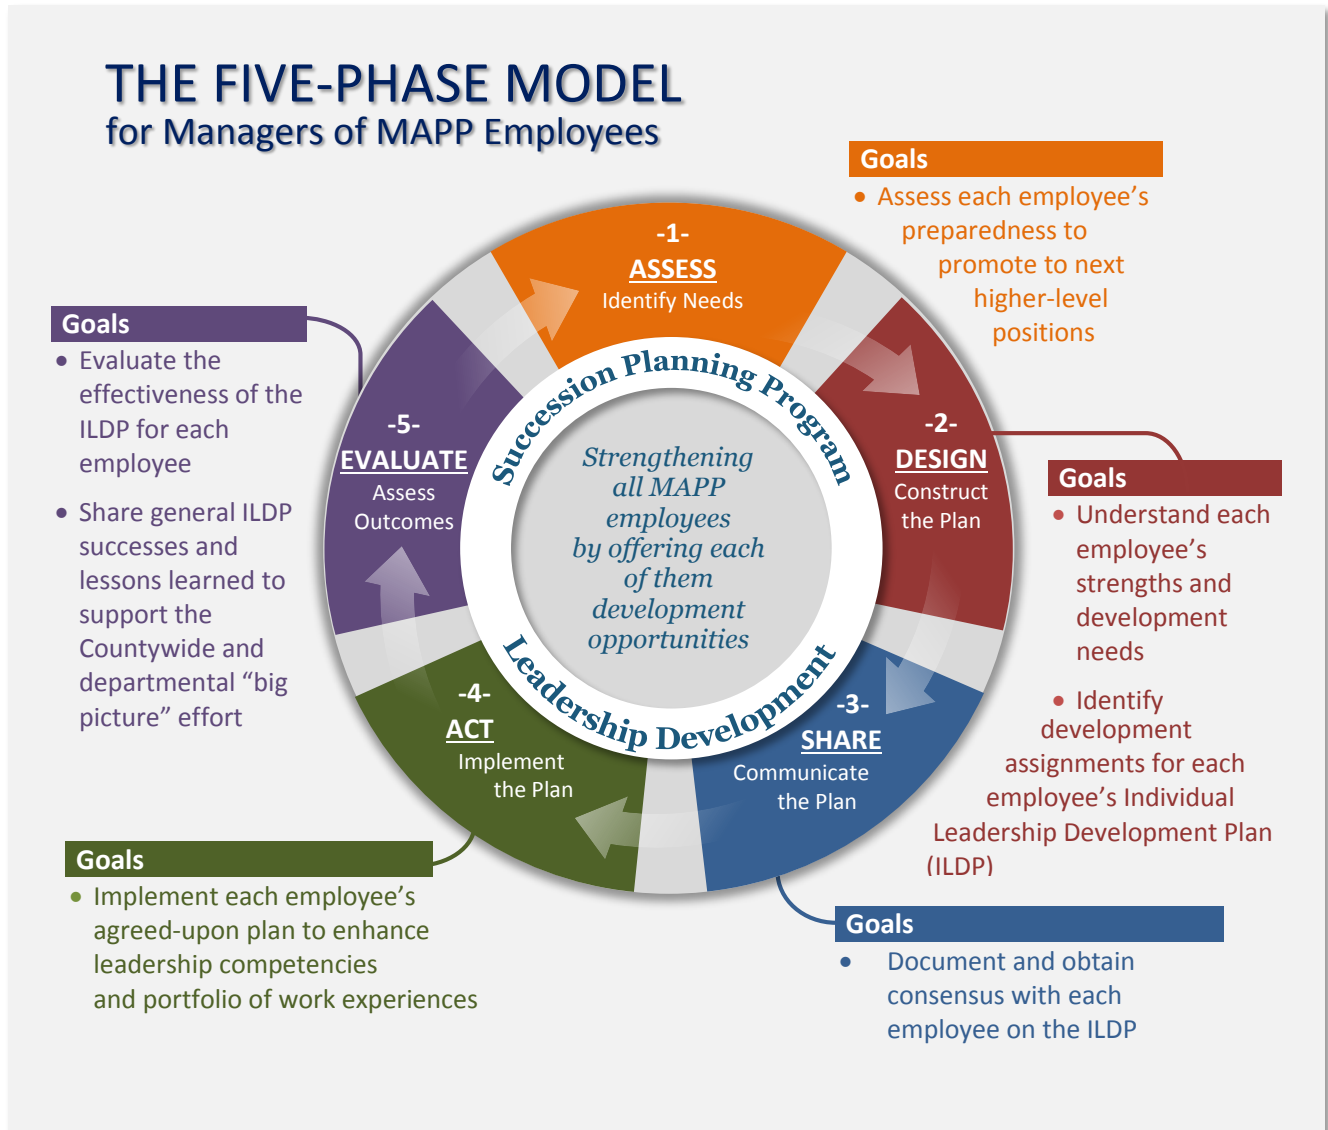 THE FIVE-PHASE MODEL
for Managers of MAPP Employees
Goals
• Assess each employee's
preparedness to
promote to next
higher-level
positions
-1-
ASSESS
Identify Needs
-2-
DESIGN
Construct
the Plan
Goals
• Understand each
employee's
strengths and
development
needs
• Identify
development
assignments for each
employee's Individual
Leadership Development Plan
(ILDP)
-3-
SHARE
Communicate
the Plan
Goals
• Document and obtain
consensus with each
employee on the ILDP
-4-
ACT
Implement
the Plan
Goals
• Implement each employee's
agreed-upon plan to enhance
leadership competencies
and portfolio of work experiences
-5-
EVALUATE
Assess
Outcomes
Goals
• Evaluate the
effectiveness of the
ILDP for each
employee
• Share general ILDP
successes and
lessons learned to
support the
Countywide and
departmental “big
picture” effort
Succession Planning Program
Strengthening
all MAPP
employees
by offering each
of them
development
opportunities
Leadership Development